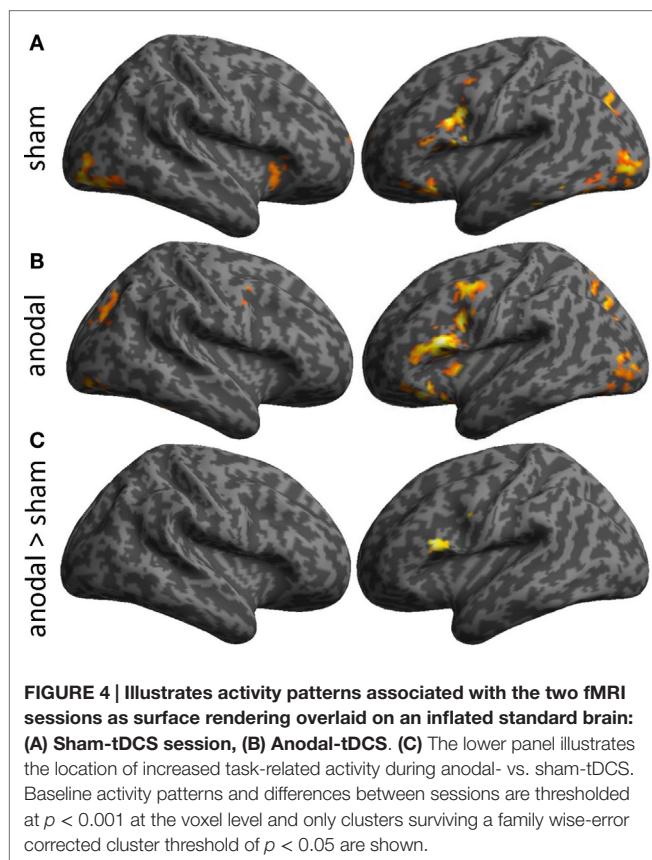 A
sham
B
anodal
C
anodal > sham
FIGURE 4 | Illustrates activity patterns associated with the two fMRI
sessions as surface rendering overlaid on an inflated standard brain:
(A) Sham-tDCS session, (B) Anodal-tDCS. (C) The lower panel illustrates
the location of increased task-related activity during anodal- vs. sham-tDCS.
Baseline activity patterns and differences between sessions are thresholded
at p < 0.001 at the voxel level and only clusters surviving a family wise-error
corrected cluster threshold of p < 0.05 are shown.